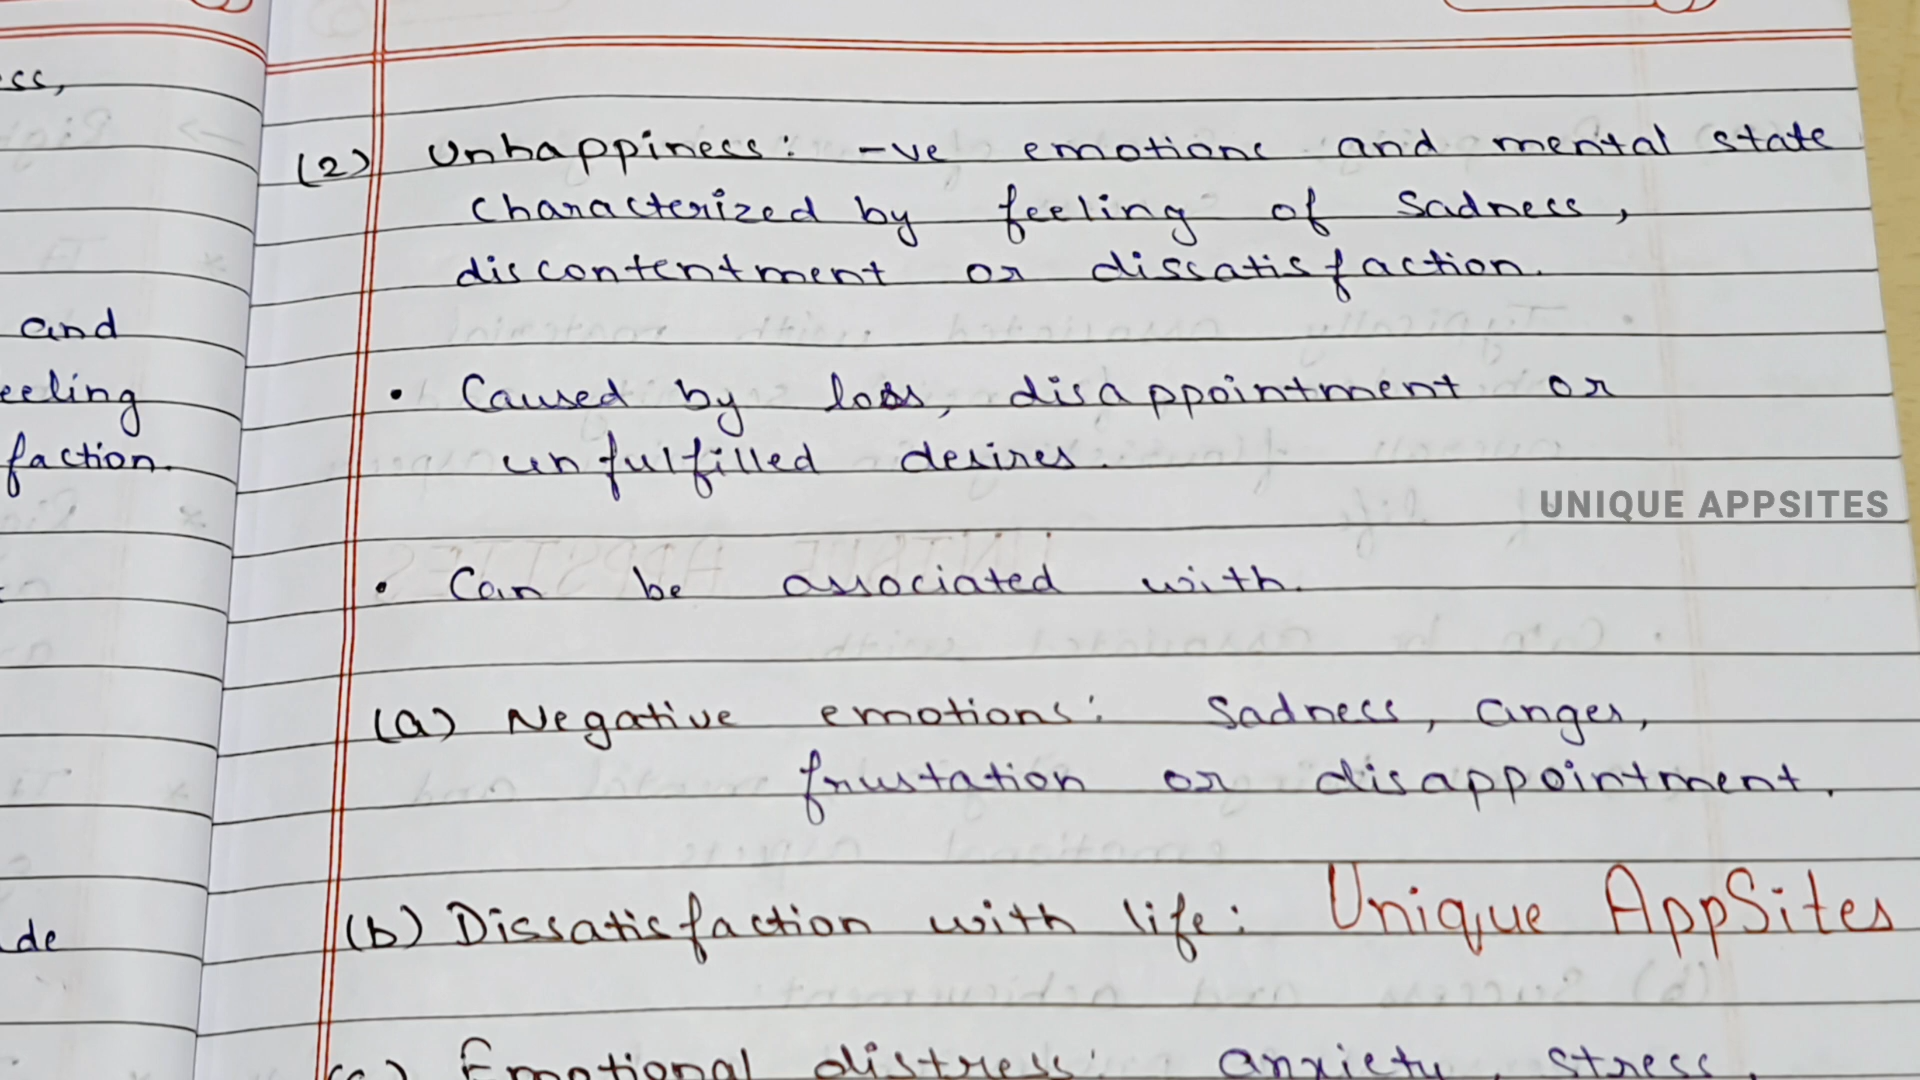 ss,
and
eeling
faction.
de
(2) Unhappiness: -ve emotions and mental state
characterized by feeling of sadness,
discontentment or dissatisfaction.
• Caused by loss, disappointment or
unfulfilled desires.
UNIQUE APPSITES
• Can be associated with.
(a) Negative emotions: Sadness, anger,
frustation or disappointment.
(b) Dissatisfaction with life: Unique AppSites
(c) Emotional distress: anxiety, stress,